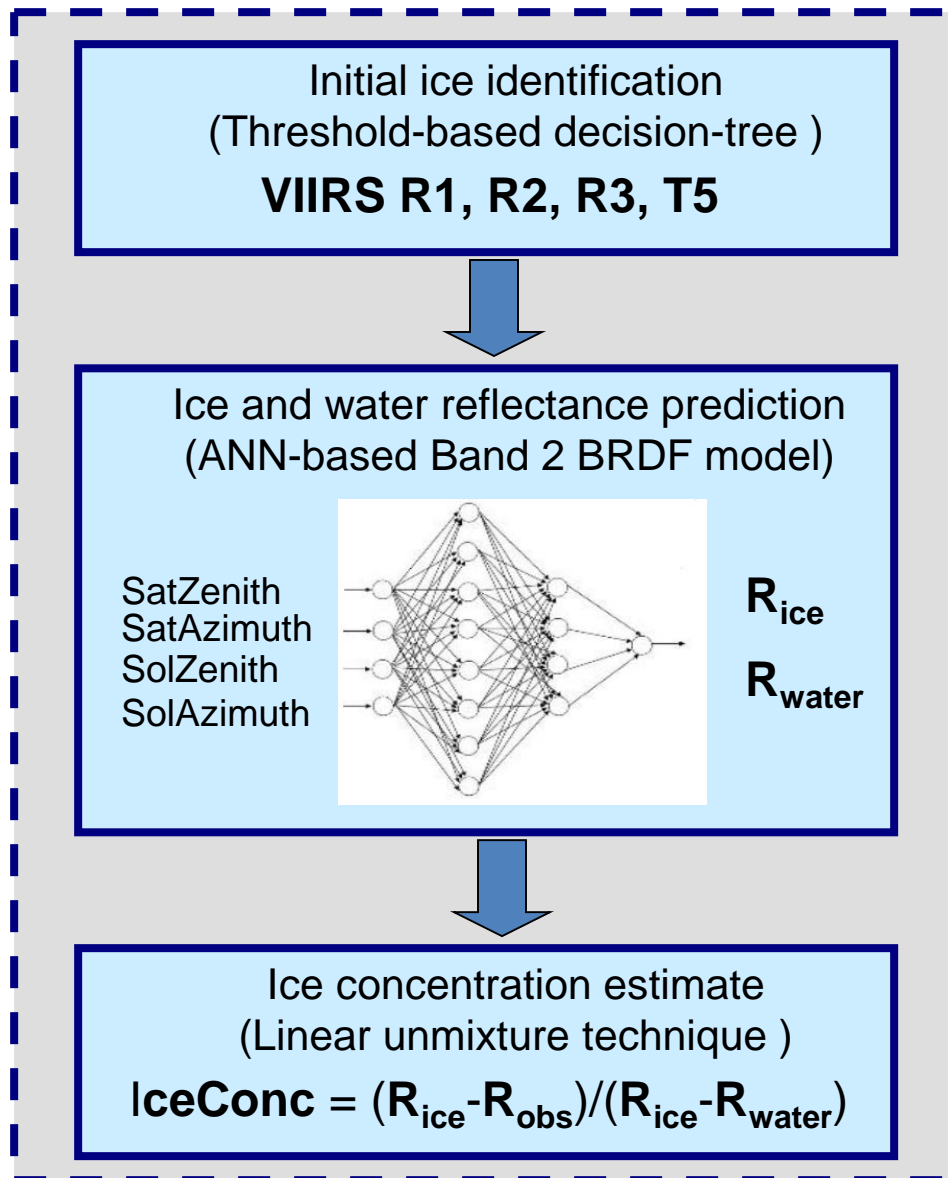 Initial ice identification
(Threshold-based decision-tree )
VIIRS R1, R2, R3, T5
Ice and water reflectance prediction
(ANN-based Band 2 BRDF model)
SatZenith
SatAzimuth
SolZenith
SolAzimuth
Rice
Rwater
Ice concentration estimate
(Linear unmixture technique )
IceConc = (Rice-Robs)/(Rice-Rwater)